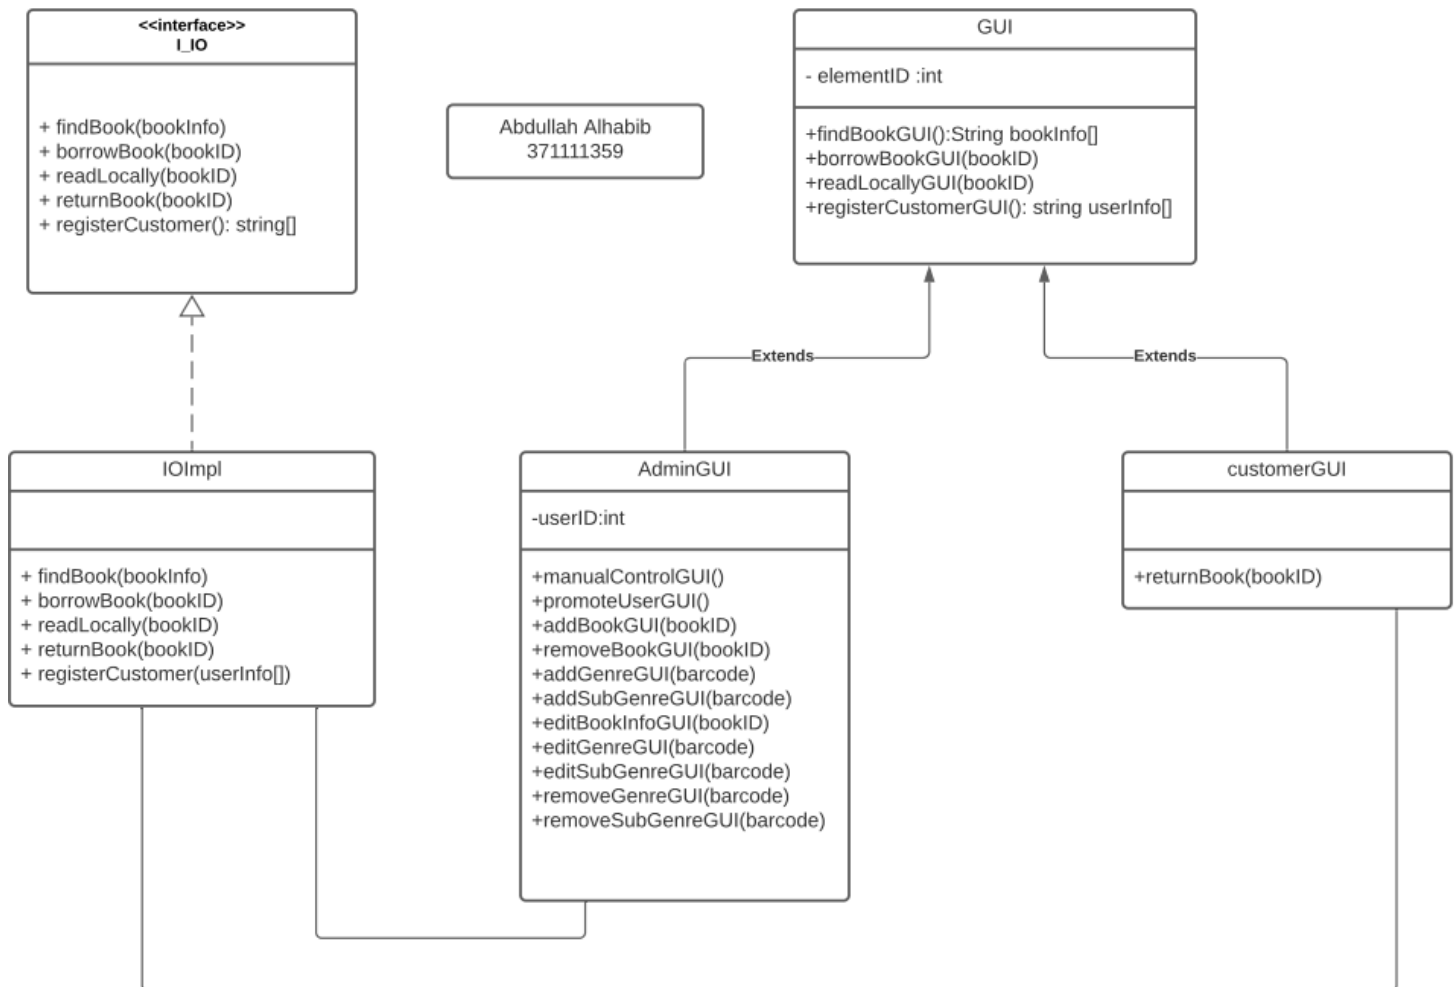 <<interface>>
I_IO
+ findBook(bookInfo)
+ borrowBook(bookID)
+ readLocally(bookID)
+ returnBook(bookID)
+ registerCustomer(): string[]
Abdullah Alhabib
371111359
GUI
- elementID :int
+findBookGUI():String bookInfo[]
+borrowBookGUI(bookID)
+readLocallyGUI(bookID)
+registerCustomerGUI(): string userInfo[]
Extends
Extends
IOImpl
+ findBook(bookInfo)
+ borrowBook(bookID)
+ readLocally(bookID)
+ returnBook(bookID)
+ registerCustomer(userInfo[])
AdminGUI
-userID:int
+manualControlGUI()
+promoteUserGUI()
+addBookGUI(bookID)
+removeBookGUI(bookID)
+addGenreGUI(barcode)
+addSubGenreGUI(barcode)
+editBookInfoGUI(bookID)
+editGenreGUI(barcode)
+editSubGenreGUI(barcode)
+removeGenreGUI(barcode)
+removeSubGenreGUI(barcode)
customerGUI
+returnBook(bookID)